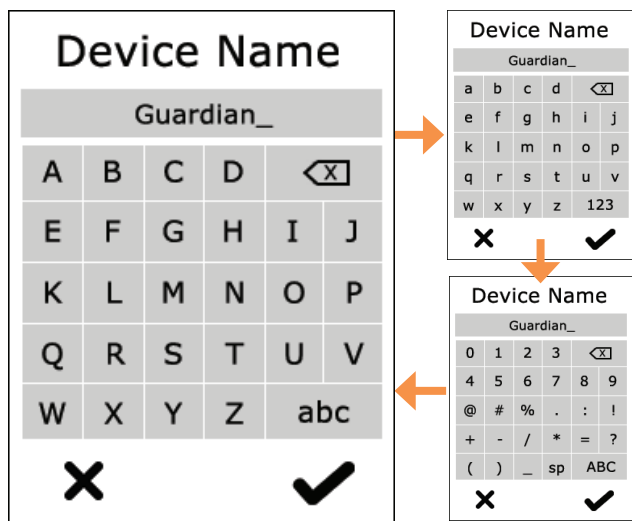 Device Name
Guardian_
A B C D X
E F G H I J
K L M N O P
Q R S T U V
W X Y Z abc
Device Name
Guardian_
a b c d X
e f g h i j
k l m n o p
q r s t u v
w x y z 123
Device Name
Guardian_
0 1 2 3 X
4 5 6 7 8 9
@ # % . : !
+ - / * = ?
( ) _ sp ABC